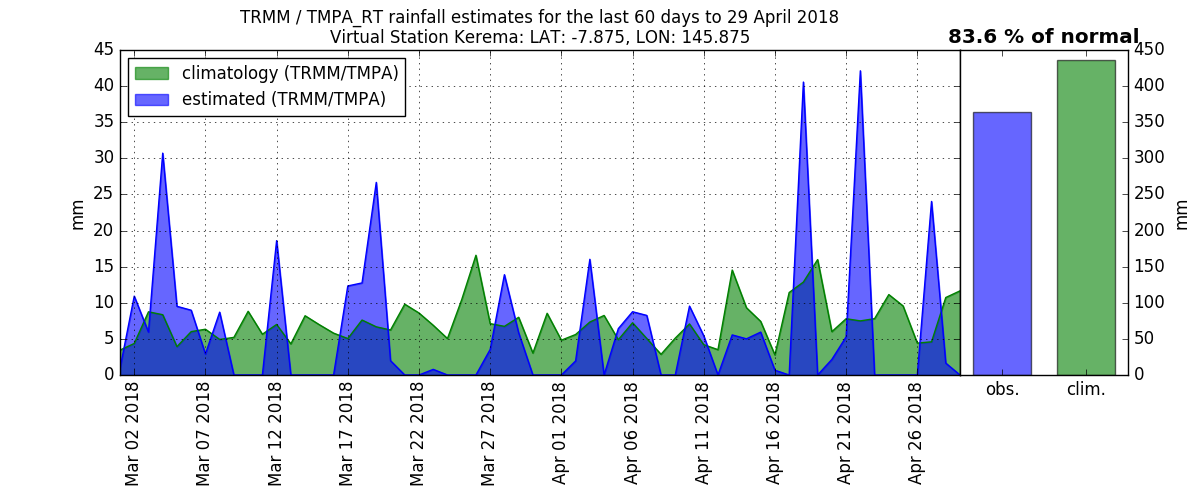 TRMM / TMPA_RT rainfall estimates for the last 60 days to 29 April 2018
Virtual Station Kerema: LAT: -7.875, LON: 145.875
83.6 % of normal
climatology (TRMM/TMPA)
estimated (TRMM/TMPA)
45
40
35
30
25
20
15
10
5
0
mm
Mar 02 2018
Mar 07 2018
Mar 12 2018
Mar 17 2018
Mar 22 2018
Mar 27 2018
Apr 01 2018
Apr 06 2018
Apr 11 2018
Apr 16 2018
Apr 21 2018
Apr 26 2018
450
400
350
300
250
200
150
100
50
0
mm
obs.
clim.